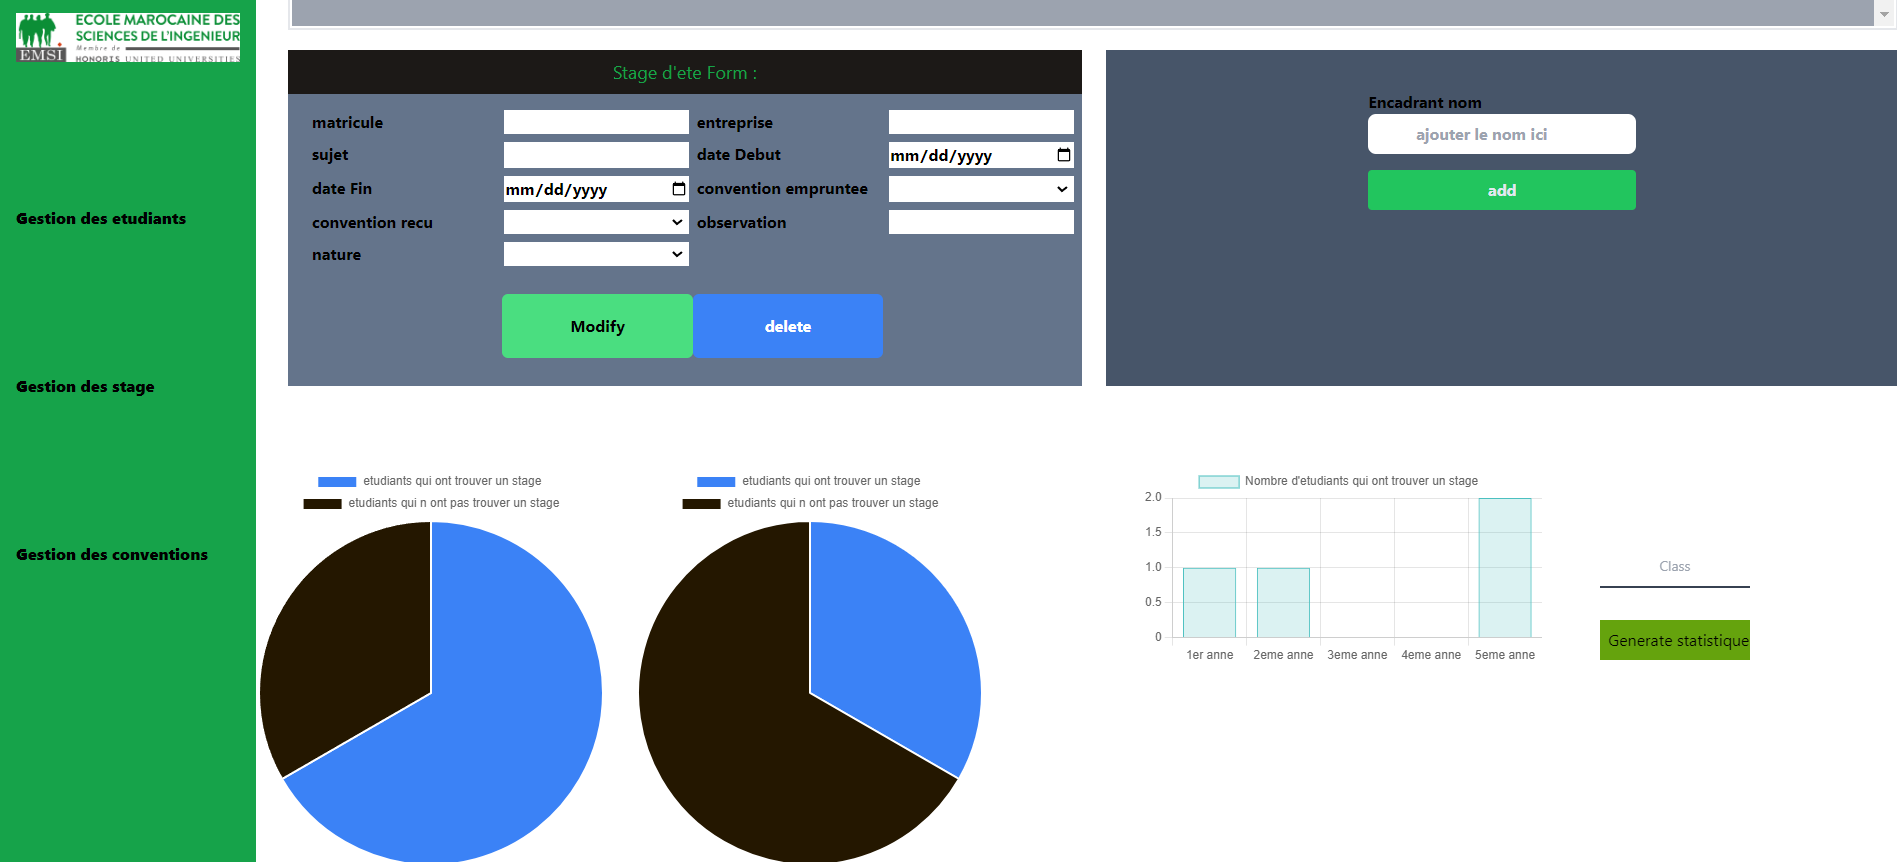 ECOLE MAROCAINE DES
SCIENCES DE L'INGENIEUR
Membre de
EMSI
HONORIS UNITED UNIVERSITIES
Gestion des etudiants
Gestion des stage
Gestion des conventions
Stage d'ete Form :
matricule
entreprise
sujet
date Debut
mm/dd/yyyy
date Fin
mm/dd/yyyy
convention empruntee
convention recu
observation
nature
Modify
delete
Encadrant nom
ajouter le nom ici
add
etudiants qui ont trouver un stage
etudiants qui n ont pas trouver un stage
etudiants qui ont trouver un stage
etudiants qui n ont pas trouver un stage
Nombre d'etudiants qui ont trouver un stage
2.0
1.5
1.0
0.5
0
1er anne 2eme anne 3eme anne 4eme anne 5eme anne
Class
Generate statistique